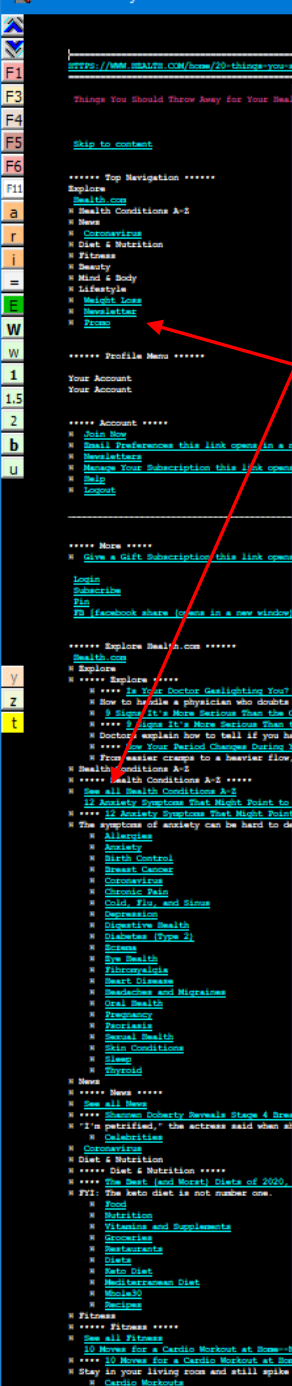 F1
F3
F4
F5
F6
F11
a
r
i
=
E
W
w
1
1.5
2
b
u
y
z
t
HTTPS://WWW.HEALTH.COM/home/20-things-you-s
Things You Should Throw Away for Your Heal
Skip to content
****** Top Navigation ******
Explore
Health.com
¤ Health Conditions A-Z
¤ News
¤ Coronavirus
¤ Diet & Nutrition
¤ Fitness
¤ Beauty
¤ Mind & Body
¤ Lifestyle
¤ Weight Loss
¤ Newsletter
¤ Promo
****** Profile Menu ******
Your Account
Your Account
***** Account *****
¤ Join Now
¤ Email Preferences this link opens in a n
¤ Newsletters
¤ Manage Your Subscription this link opens
¤ Help
¤ Logout
***** More *****
¤ Give a Gift Subscription this link opens
Login
Subscribe
Pin
FB [facebook share (opens in a new window)
****** Explore Health.com ******
Health.com
¤ Explore
¤ ***** Explore *****
¤ **** Is Your Doctor Gaslighting You?
¤ How to handle a physician who doubts
¤ 9 Signs It's More Serious Than the C
¤ **** 9 Signs It's More Serious Than t
¤ Doctors explain how to tell if you ha
¤ **** How Your Period Changes During Y
¤ From easier cramps to a heavier flow,
¤ Health Conditions A-Z
¤ ***** Health Conditions A-Z *****
¤ See all Health Conditions A-Z
12 Anxiety Symptoms That Might Point to
¤ **** 12 Anxiety Symptoms That Might Point
¤ The symptoms of anxiety can be hard to de
¤ Allergies
¤ Anxiety
¤ Birth Control
¤ Breast Cancer
¤ Coronavirus
¤ Chronic Pain
¤ Cold, Flu, and Sinus
¤ Depression
¤ Digestive Health
¤ Diabetes (Type 2)
¤ Eczema
¤ Eye Health
¤ Fibromyalgia
¤ Heart Disease
¤ Headaches and Migraines
¤ Oral Health
¤ Pregnancy
¤ Psoriasis
¤ Sexual Health
¤ Skin Conditions
¤ Sleep
¤ Thyroid
¤ News
¤ ***** News *****
¤ See all News
¤ **** Shannen Doherty Reveals Stage 4 Brea
¤ "I'm petrified," the actress said when sh
¤ Celebrities
¤ Coronavirus
¤ Diet & Nutrition
¤ ***** Diet & Nutrition *****
¤ **** The Best (and Worst) Diets of 2020,
¤ FYI: The keto diet is not number one.
¤ Food
¤ Nutrition
¤ Vitamins and Supplements
¤ Groceries
¤ Restaurants
¤ Diets
¤ Keto Diet
¤ Mediterranean Diet
¤ Whole30
¤ Recipes
¤ Fitness
¤ ***** Fitness *****
¤ See all Fitness
10 Moves for a Cardio Workout at Home--N
¤ **** 10 Moves for a Cardio Workout at Hom
¤ Stay in your living room and still spike
¤ Cardio Workouts